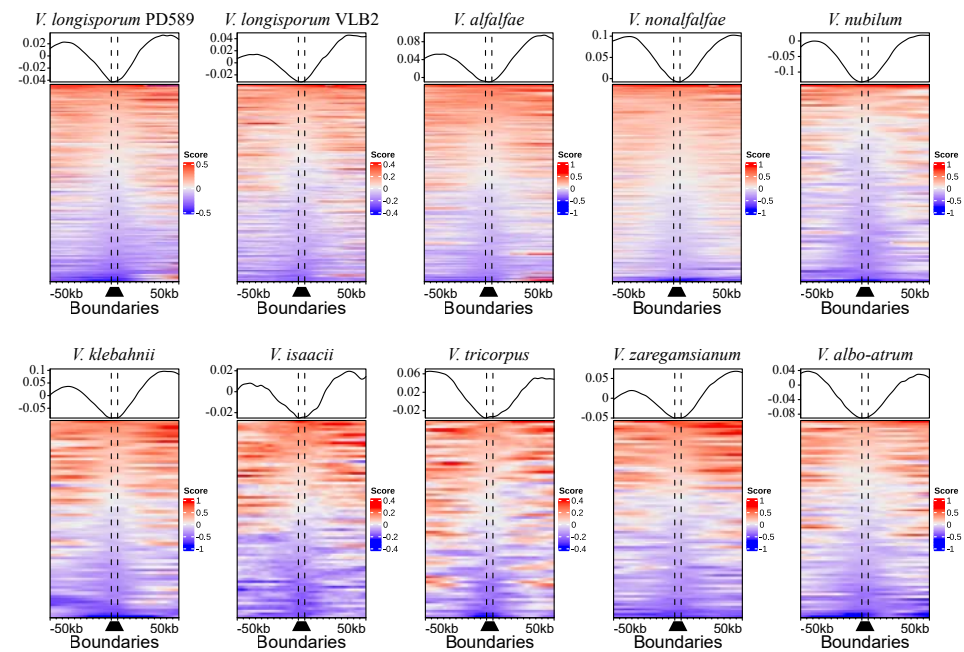 V. longisporum PD589
V. longisporum VLB2
V. alfalfae
V. nonalfalfae
V. nubilum
0.02
0
-0.02
-0.04
0.04
0.02
0
-0.02
0.08
0.04
0
0.1
0.05
0
0
-0.05
-0.1
Score
0.5
0
-0.5
Score
0.4
0.2
0
-0.2
-0.4
Score
1
0.5
0
-0.5
-1
Score
1
0.5
0
-0.5
-1
Score
1
0.5
0
-0.5
-1
-50kb 50kb
Boundaries
-50kb 50kb
Boundaries
-50kb 50kb
Boundaries
-50kb 50kb
Boundaries
-50kb 50kb
Boundaries
V. klebahnii
V. isaacii
V. tricorpus
V. zaregamsianum
V. albo-atrum
0.1
0.05
0
-0.05
0.02
0
-0.02
0.06
0.02
-0.02
0.05
0
-0.05
0.04
0
-0.04
-0.08
Score
1
0.5
0
-0.5
-1
Score
0.4
0.2
0
-0.2
-0.4
Score
0.4
0.2
0
-0.2
-0.4
Score
1
0.5
0
-0.5
-1
Score
1
0.5
0
-0.5
-1
-50kb 50kb
Boundaries
-50kb 50kb
Boundaries
-50kb 50kb
Boundaries
-50kb 50kb
Boundaries
-50kb 50kb
Boundaries